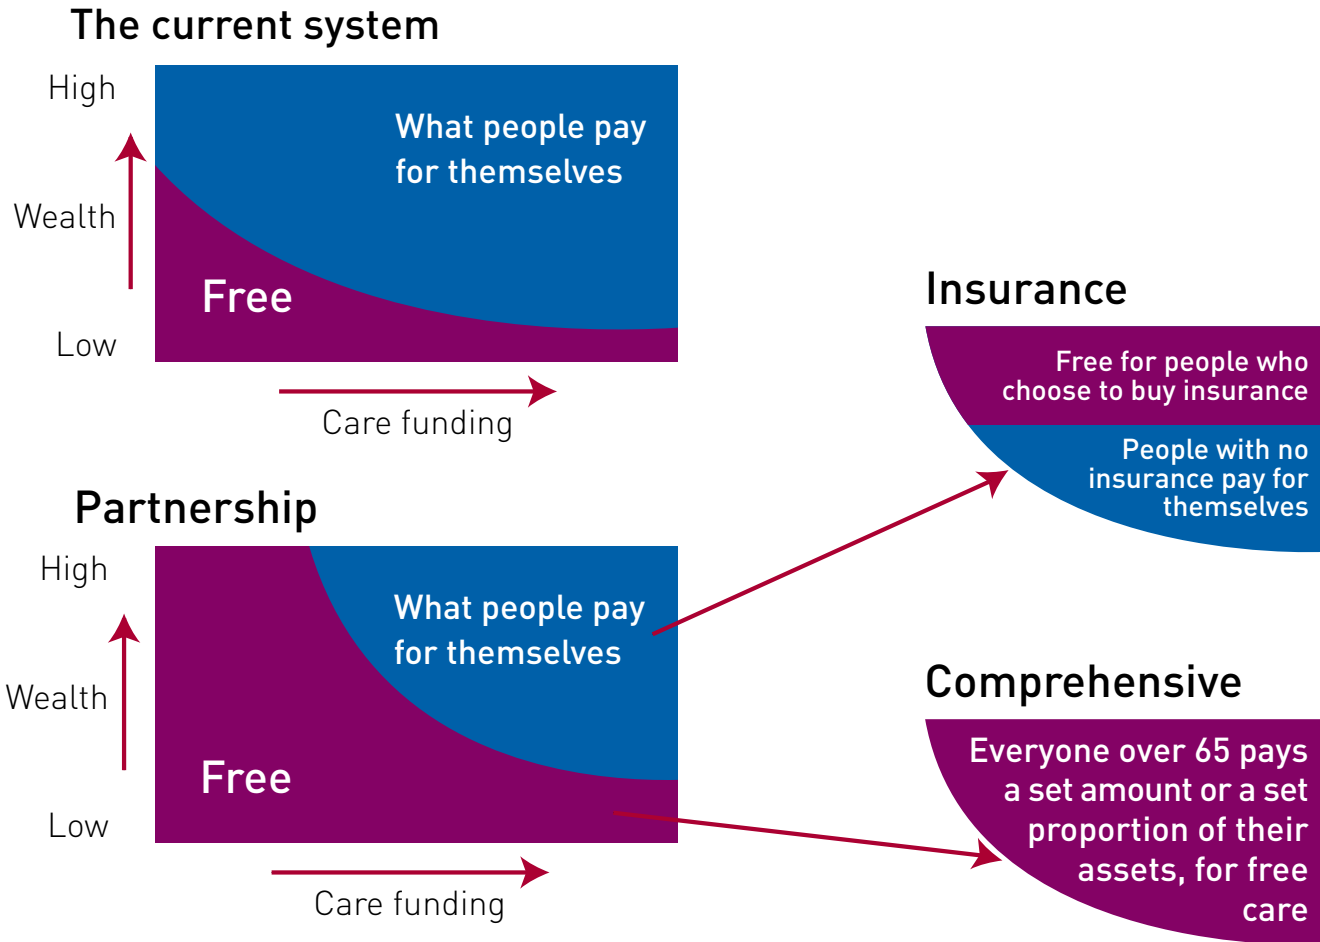 The current system
High
Wealth
Low
What people pay
for themselves
Free
Care funding
Partnership
High
Wealth
Low
What people pay
for themselves
Free
Care funding
Insurance
Free for people who
choose to buy insurance
People with no
insurance pay for
themselves
Comprehensive
Everyone over 65 pays
a set amount or a set
proportion of their
assets, for free
care